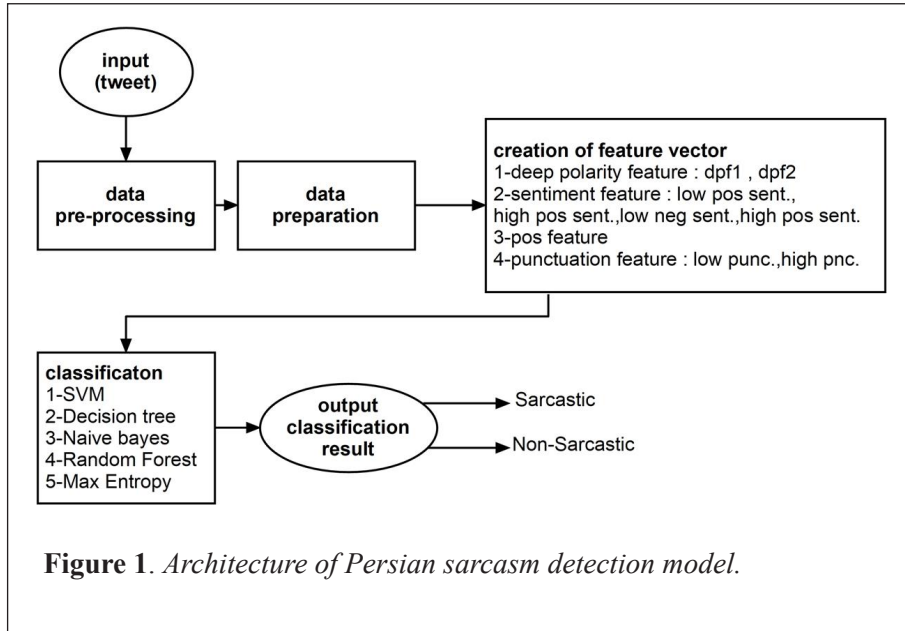 input
(tweet)
data
pre-processing
data
preparation
creation of feature vector
1-deep polarity feature : dpf1 , dpf2
2-sentiment feature : low pos sent.,
high pos sent.,low neg sent.,high pos sent.
3-pos feature
4-punctuation feature : low punc.,high pnc.
classificaton
1-SVM
2-Decision tree
3-Naive bayes
4-Random Forest
5-Max Entropy
output
classification
result
Sarcastic
Non-Sarcastic
Figure 1. Architecture of Persian sarcasm detection model.